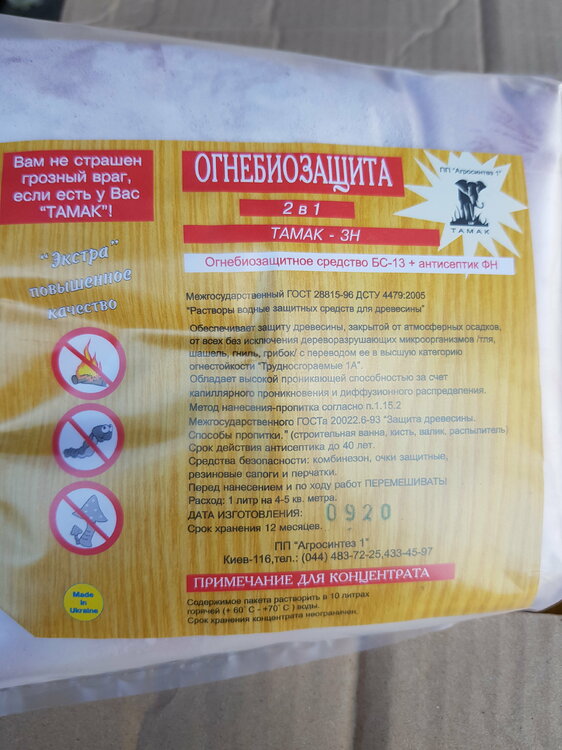 Вам не страшен
грозный враг,
если есть у Вас
"ТАМАК"!
"Экстра"
повышенное
качество
ОГНЕБИОЗАЩИТА
2 в 1
ТАМАК - 3Н
Огнебиозащитное средство БС-13 + антисептик ФН
ПП "Агросинтез 1"
ТАМАК
Межгосударственный ГОСТ 28815-96 ДСТУ 4479:2005
"Растворы водные защитных средств для древесины"
Обеспечивает защиту древесины, закрытой от атмосферных осадков,
от всех без исключения дереворазрушающих микроорганизмов /тля,
шашель, гниль, грибок/ с переводом ее в высшую категорию
огнестойкости "Трудносгораемые 1А".
Обладает высокой проникающей способностью за счет
капиллярного проникновения и диффузионного распределения.
Метод нанесения-пропитка согласно п.1.15.2
Межгосударственного ГОСТа 20022.6-93 "Защита древесины.
Способы пропитки." (строительная ванна, кисть, валик, распылитель)
Срок действия антисептика до 40 лет.
Средства безопасности: комбинезон, очки защитные,
резиновые сапоги и перчатки.
Перед нанесением и по ходу работ ПЕРЕМЕШИВАТЬ!
Расход: 1 литр на 4-5 кв. метра.
ДАТА ИЗГОТОВЛЕНИЯ: 0920
Срок хранения 12 месяцев.
ПП "Агросинтез 1"
Киев-116,тел.: (044) 483-72-25,433-45-97
ПРИМЕЧАНИЕ ДЛЯ КОНЦЕНТРАТА
Содержимое пакета растворить в 10 литрах
горячей (+ 60˚ С - +70˚ С ) воды.
Срок хранения концентрата неограничен.
Made
in
Ukraine